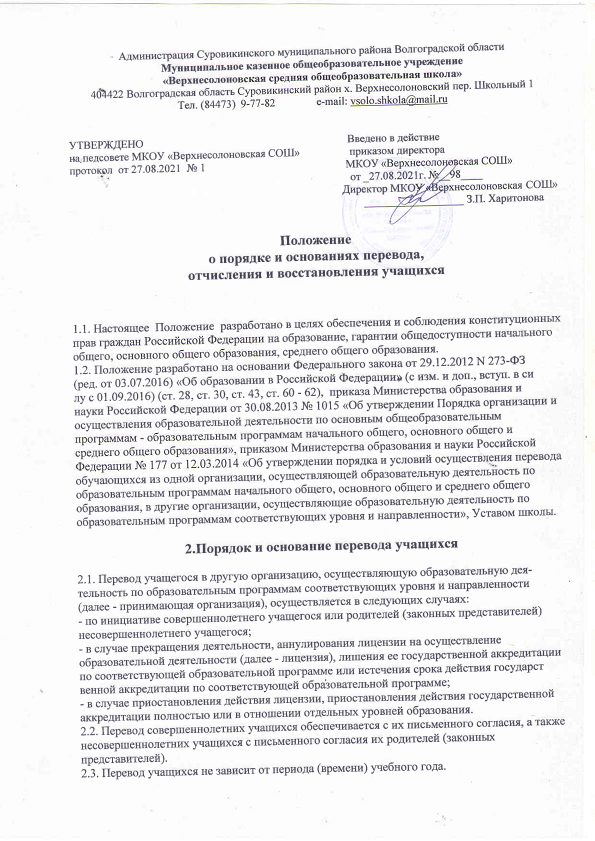 Администрация Суровикинского муниципального района Волгоградской области
Муниципальное казенное общеобразовательное учреждение
«Верхнесолоновская средняя общеобразовательная школа»
404422 Волгоградская область Суровикинский район х. Верхнесолоновский пер. Школьный 1
Тел. (84473) 9-77-82 e-mail: vsolo.shkola@mail.ru
УТВЕРЖДЕНО
на педсовете МКОУ «Верхнесолоновская СОШ»
протокол от 27.08.2021 № 1
Введено в действие
приказом директора
МКОУ «Верхнесолоновская СОШ»
от _27.08.2021г. №__98____
Директор МКОУ «Верхнесолоновская СОШ»
___________________ З.П. Харитонова
Положение
о порядке и основаниях перевода,
отчисления и восстановления учащихся
1.1. Настоящее Положение разработано в целях обеспечения и соблюдения конституционных
прав граждан Российской Федерации на образование, гарантии общедоступности начального
общего, основного общего образования, среднего общего образования.
1.2. Положение разработано на основании Федерального закона от 29.12.2012 N 273-ФЗ
(ред. от 03.07.2016) «Об образовании в Российской Федерации» (с изм. и доп., вступ. в си
лу с 01.09.2016) (ст. 28, ст. 30, ст. 43, ст. 60 - 62), приказа Министерства образования и
науки Российской Федерации от 30.08.2013 № 1015 «Об утверждении Порядка организации и
осуществления образовательной деятельности по основным общеобразовательным
программам - образовательным программам начального общего, основного общего и
среднего общего образования», приказом Министерства образования и науки Российской
Федерации № 177 от 12.03.2014 «Об утверждении порядка и условий осуществления перевода
обучающихся из одной организации, осуществляющей образовательную деятельность по
образовательным программам начального общего, основного общего и среднего общего
образования, в другие организации, осуществляющие образовательную деятельность по
образовательным программам соответствующих уровня и направленности», Уставом школы.
2.Порядок и основание перевода учащихся
2.1. Перевод учащегося в другую организацию, осуществляющую образовательную дея-
тельность по образовательным программам соответствующих уровня и направленности
(далее - принимающая организация), осуществляется в следующих случаях:
- по инициативе совершеннолетнего учащегося или родителей (законных представителей)
несовершеннолетнего учащегося;
- в случае прекращения деятельности, аннулирования лицензии на осуществление
образовательной деятельности (далее - лицензия), лишения ее государственной аккредитации
по соответствующей образовательной программе или истечения срока действия государст
венной аккредитации по соответствующей образовательной программе;
- в случае приостановления действия лицензии, приостановления действия государственной
аккредитации полностью или в отношении отдельных уровней образования.
2.2. Перевод совершеннолетних учащихся обеспечивается с их письменного согласия, а также
несовершеннолетних учащихся с письменного согласия их родителей (законных
представителей).
2.3. Перевод учащихся не зависит от периода (времени) учебного года.